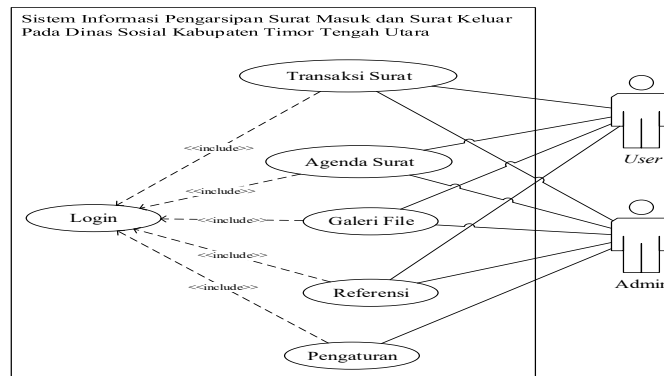 Sistem Informasi Pengarsipan Surat Masuk dan Surat Keluar
Pada Dinas Sosial Kabupaten Timor Tengah Utara
Transaksi Surat
<<include>>
User
Agenda Surat
<<include>>
Login
<<include>>
Galeri File
<<include>>
Admin
<<include>>
Referensi
Pengaturan